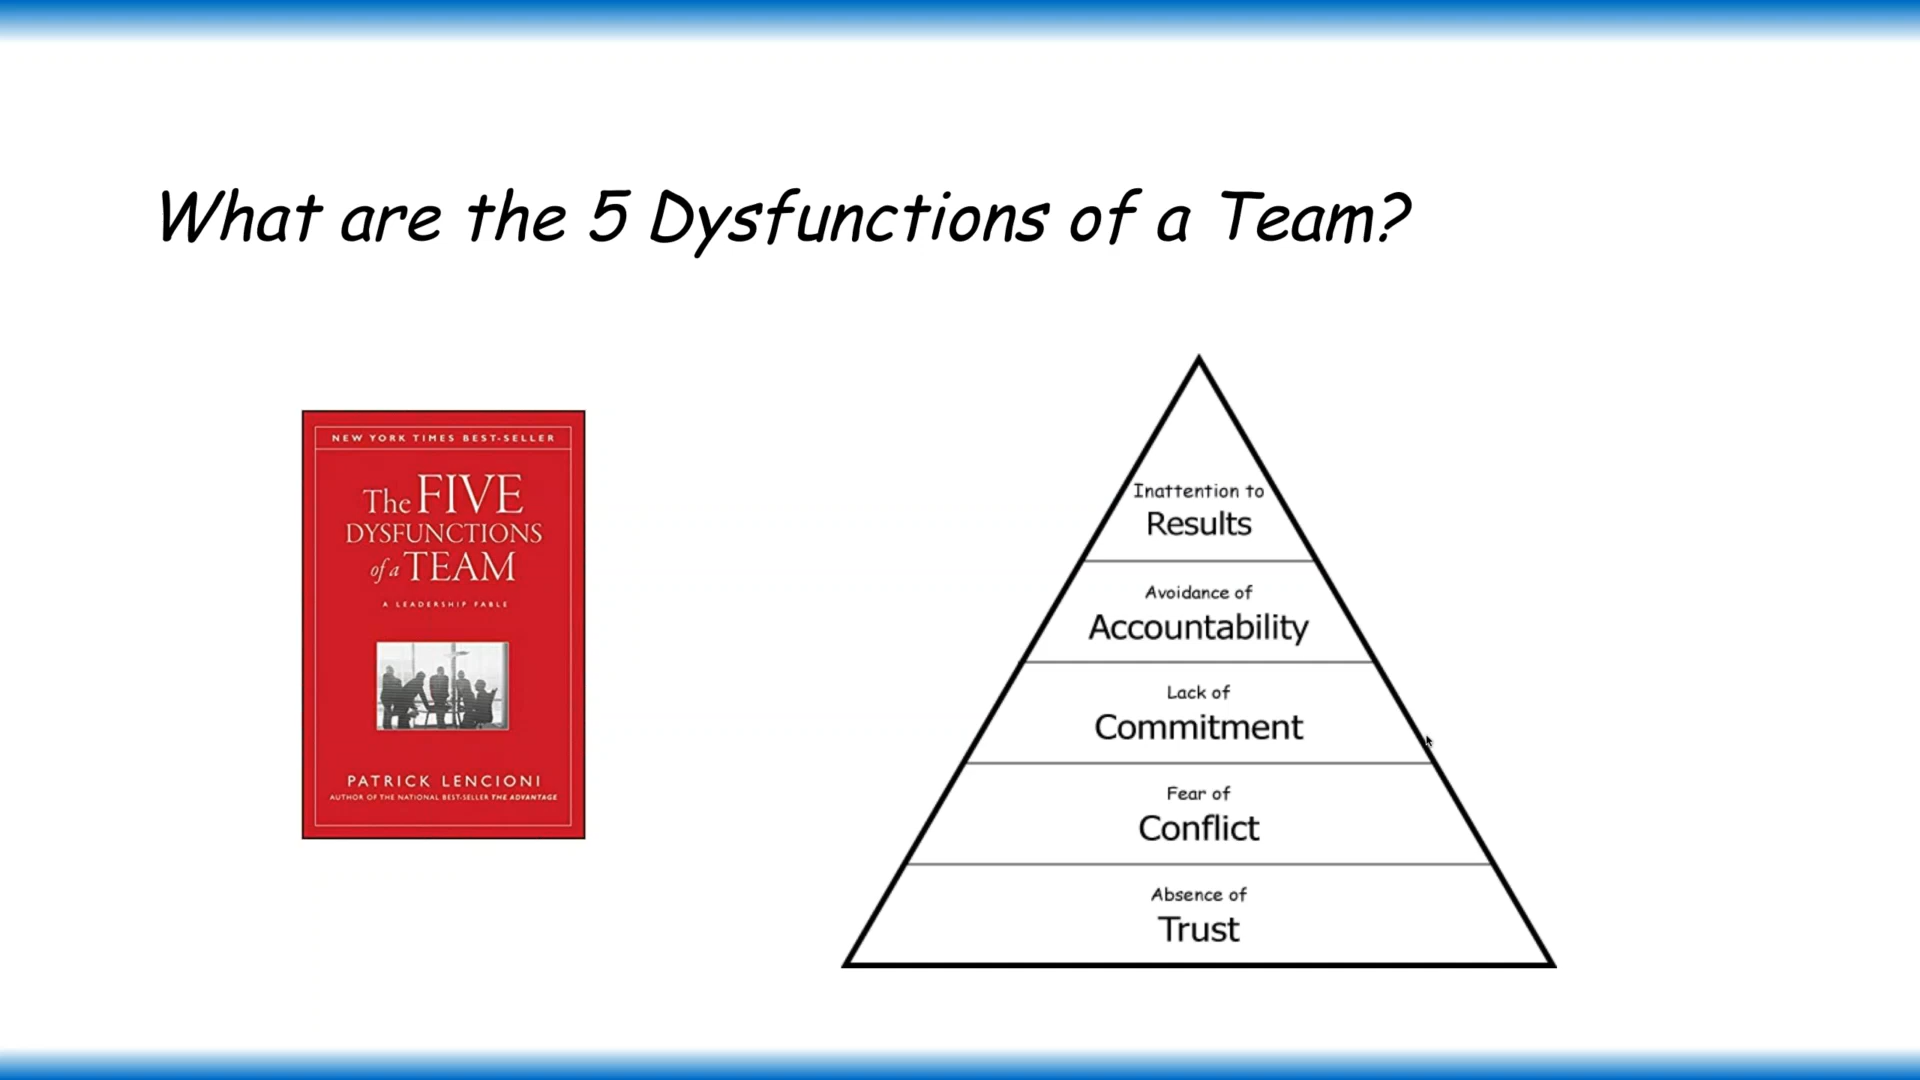 What are the 5 Dysfunctions of a Team?
NEW YORK TIMES BEST-SELLER
The FIVE
DYSFUNCTIONS
of a TEAM
A LEADERSHIP FABLE
PATRICK LENCIONI
AUTHOR OF THE NATIONAL BEST-SELLER THE ADVANTAGE
Inattention to
Results
Avoidance of
Accountability
Lack of
Commitment
Fear of
Conflict
Absence of
Trust